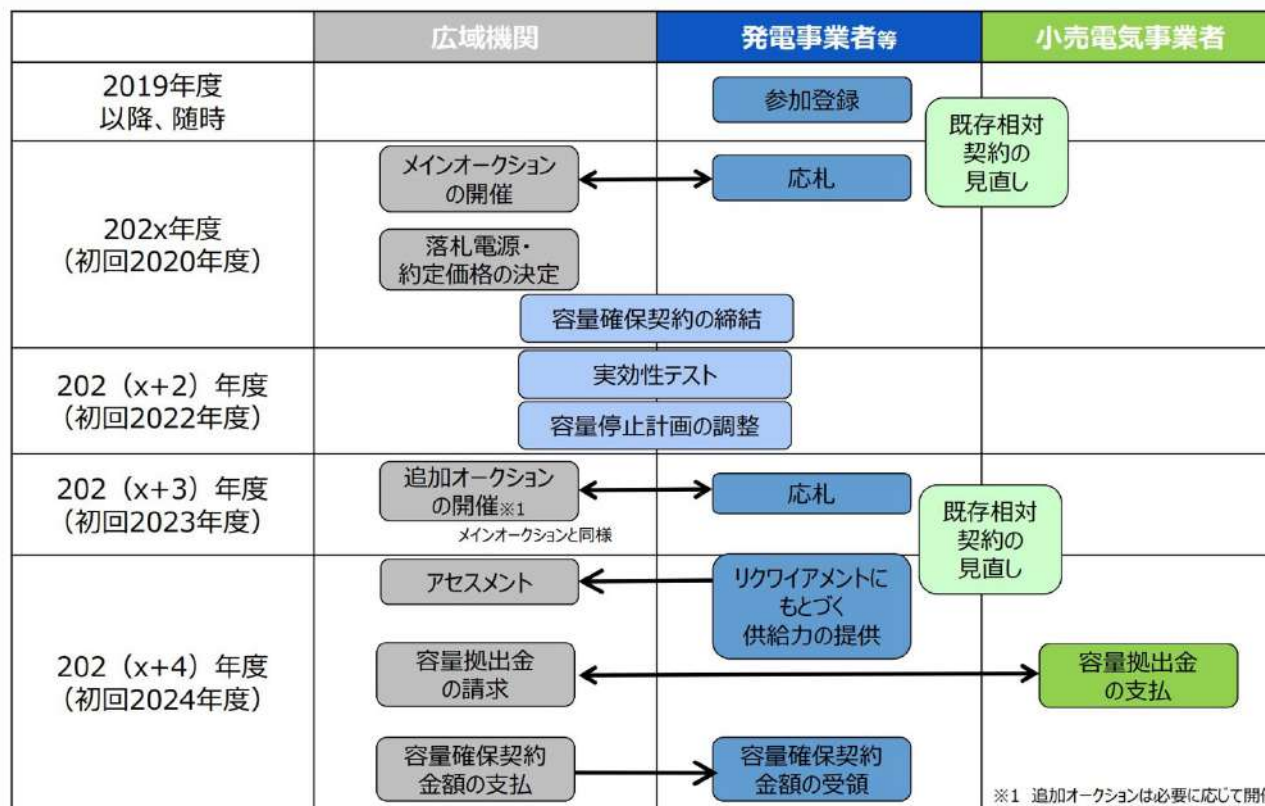 広域機関
発電事業者等
小売電気事業者
2019年度
以降、随時
参加登録
既存相対
契約の
見直し
202x年度
（初回2020年度）
メインオークション
の開催
応札
落札電源・
約定価格の決定
容量確保契約の締結
202（x+2）年度
（初回2022年度）
実効性テスト
容量停止計画の調整
202（x+3）年度
（初回2023年度）
追加オークション
の開催※1
メインオークションと同様
応札
既存相対
契約の
見直し
202（x+4）年度
（初回2024年度）
アセスメント
リクワイアメントに
もとづく
供給力の提供
容量拠出金
の請求
容量拠出金
の支払
容量確保契約
金額の支払
容量確保契約
金額の受領
※1 追加オークションは必要に応じて開